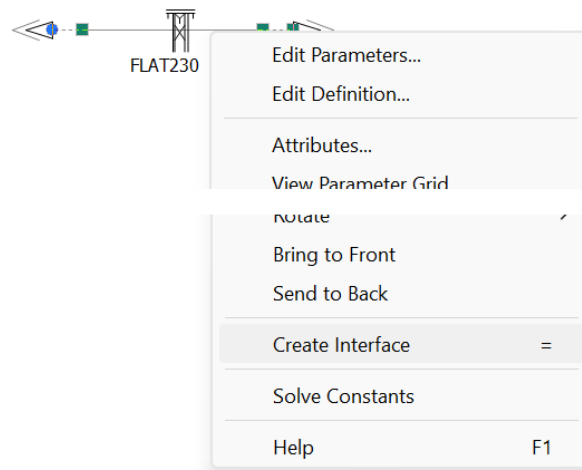 FLAT230
Edit Parameters...
Edit Definition...
Attributes...
View Parameter Grid
Rotate
Bring to Front
Send to Back
Create Interface =
Solve Constants
Help F1